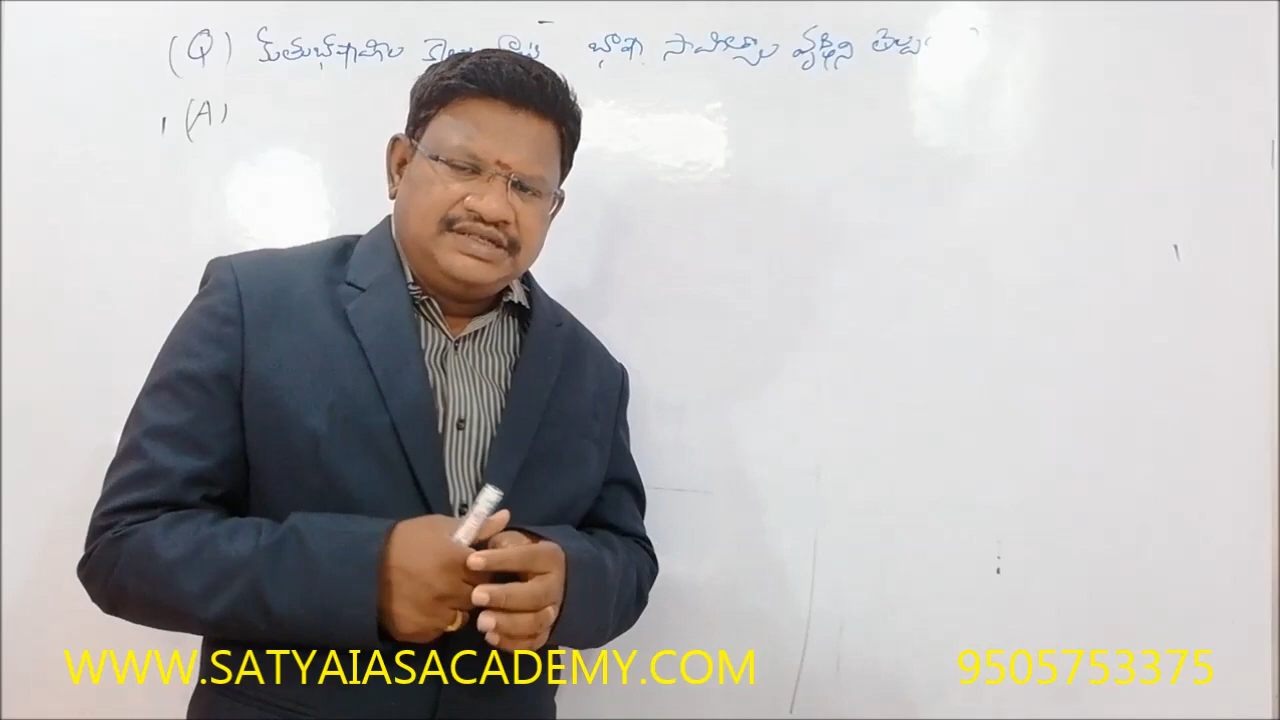 (Q) కుతుబ్‌షాహిల భాషా సాహిత్యాల వృద్ధిని
(A)
WWW.SATYAIASACADEMY.COM 9505753375